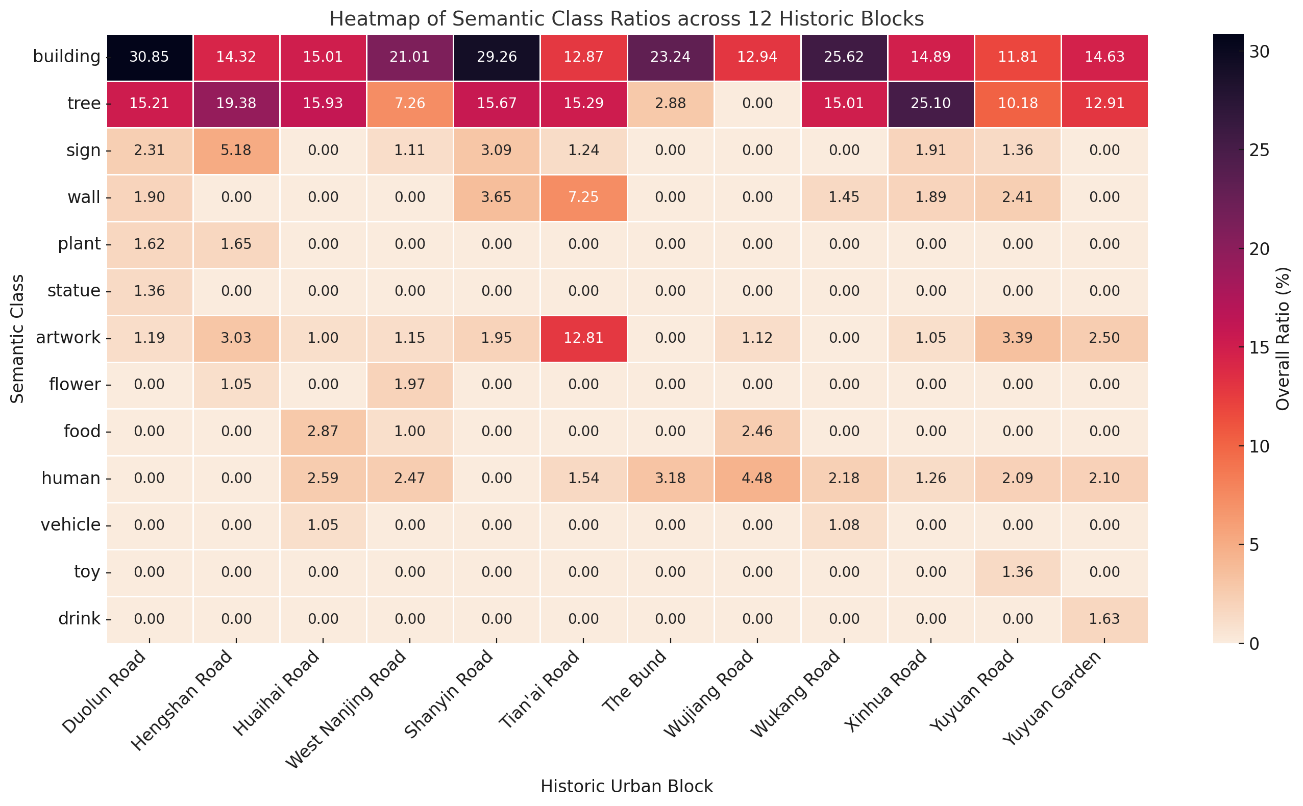 Heatmap of Semantic Class Ratios across 12 Historic Blocks
building 30.85 14.32 15.01 21.01 29.26 12.87 23.24 12.94 25.62 14.89 11.81 14.63
tree 15.21 19.38 15.93 7.26 15.67 15.29 2.88 0.00 15.01 25.10 10.18 12.91
sign 2.31 5.18 0.00 1.11 3.09 1.24 0.00 0.00 0.00 1.91 1.36 0.00
wall 1.90 0.00 0.00 0.00 3.65 7.25 0.00 0.00 1.45 1.89 2.41 0.00
plant 1.62 1.65 0.00 0.00 0.00 0.00 0.00 0.00 0.00 0.00 0.00 0.00
statue 1.36 0.00 0.00 0.00 0.00 0.00 0.00 0.00 0.00 0.00 0.00 0.00
artwork 1.19 3.03 1.00 1.15 1.95 12.81 0.00 1.12 0.00 1.05 3.39 2.50
flower 0.00 1.05 0.00 1.97 0.00 0.00 0.00 0.00 0.00 0.00 0.00 0.00
food 0.00 0.00 2.87 1.00 0.00 0.00 0.00 2.46 0.00 0.00 0.00 0.00
human 0.00 0.00 2.59 2.47 0.00 1.54 3.18 4.48 2.18 1.26 2.09 2.10
vehicle 0.00 0.00 1.05 0.00 0.00 0.00 0.00 0.00 1.08 0.00 0.00 0.00
toy 0.00 0.00 0.00 0.00 0.00 0.00 0.00 0.00 0.00 0.00 1.36 0.00
drink 0.00 0.00 0.00 0.00 0.00 0.00 0.00 0.00 0.00 0.00 0.00 1.63
Semantic Class
Duolun Road
Hengshan Road
Huaihai Road
West Nanjing Road
Shanyin Road
Tian'ai Road
The Bund
Wujiang Road
Wukang Road
Xinhua Road
Yuyuan Road
Yuyuan Garden
Historic Urban Block
30
25
20
15
10
5
0
Overall Ratio (%)